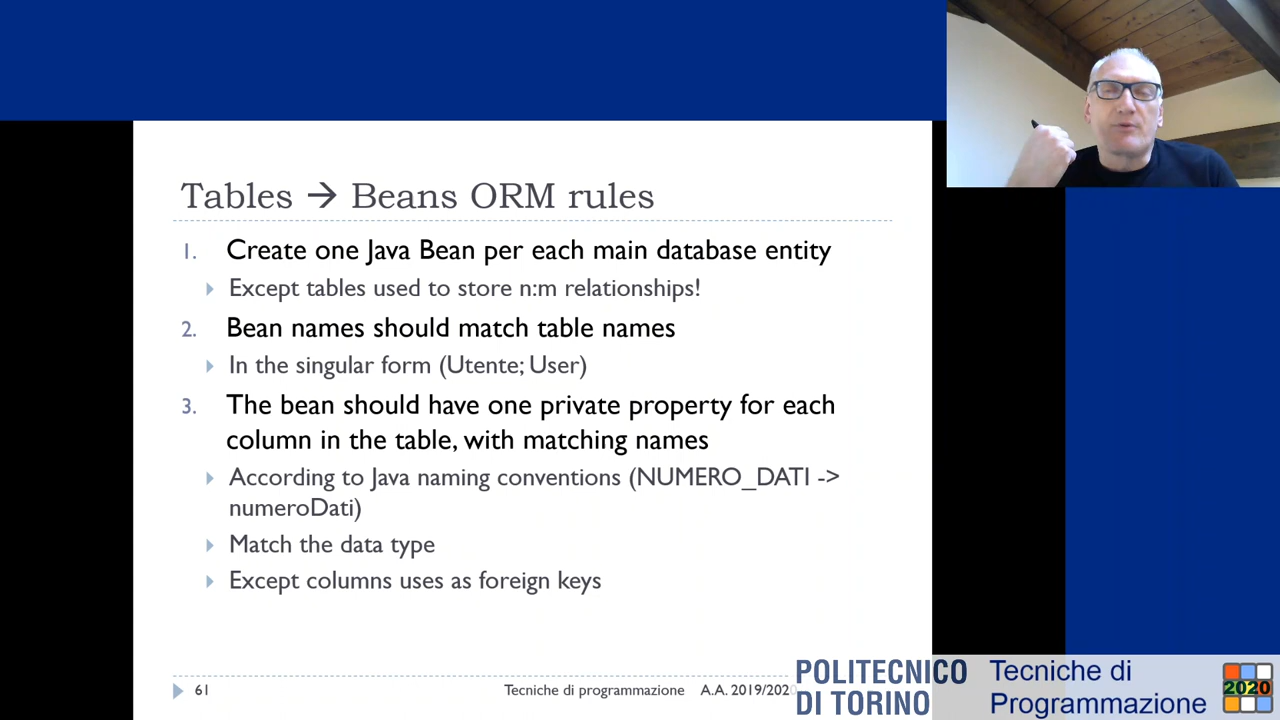 Tables → Beans ORM rules
1. Create one Java Bean per each main database entity
Except tables used to store n:m relationships!
2. Bean names should match table names
In the singular form (Utente; User)
3. The bean should have one private property for each
column in the table, with matching names
According to Java naming conventions (NUMERO_DATI ->
numeroDati)
Match the data type
Except columns uses as foreign keys
61
Tecniche di programmazione A.A. 2019/2020
POLITECNICO
DI TORINO
Tecniche di
Programmazione
2020